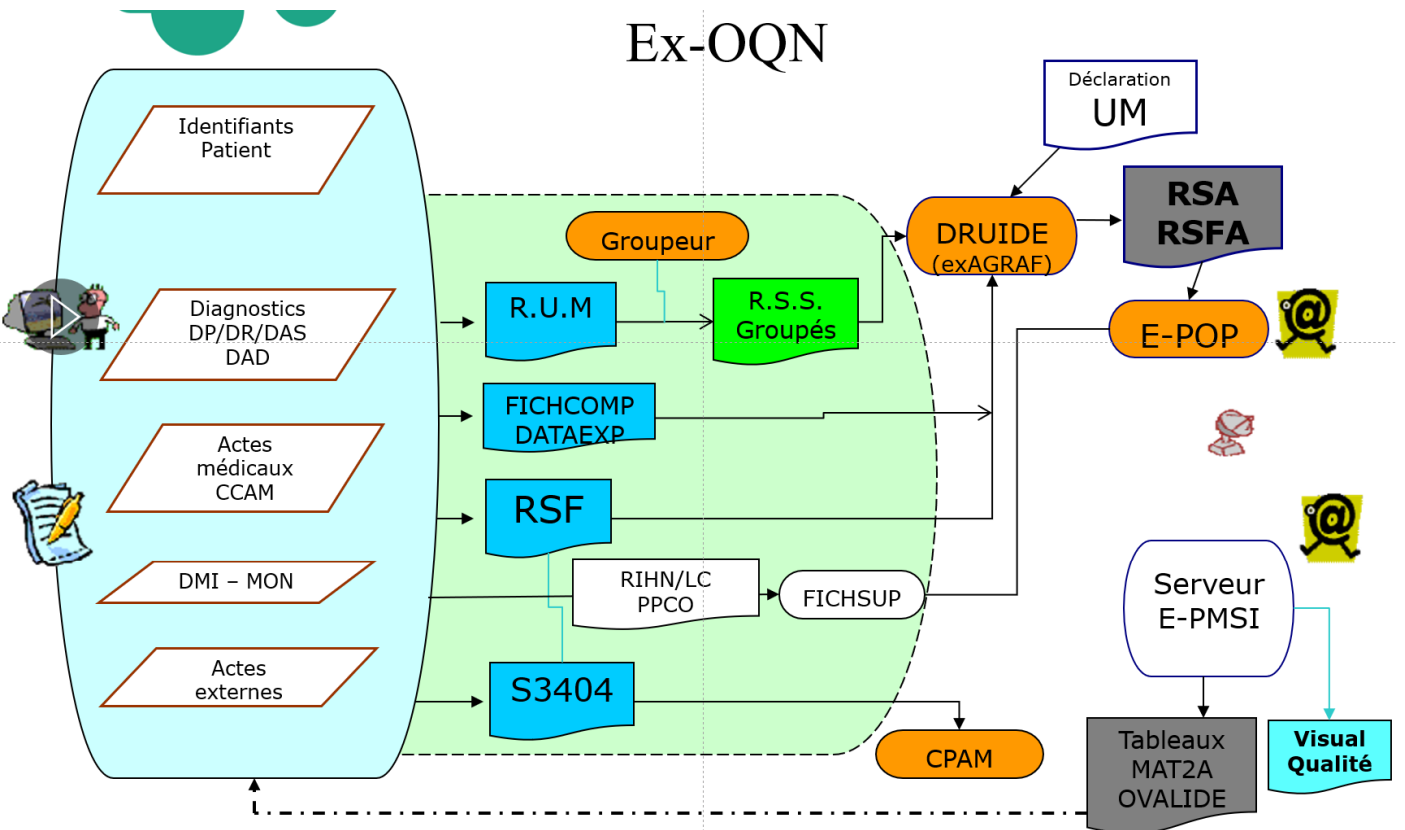 Ex-OQN
Identifiants
Patient
Diagnostics
DP/DR/DAS
DAD
Actes
médicaux
CCAM
DMI – MON
Actes
externes
Groupeur
R.U.M
R.S.S.
Groupés
FICHCOMP
DATAEXP
RSF
RIHN/LC
PPCO
FICHSUP
S3404
CPAM
Déclaration
UM
DRUIDE
(exAGRAF)
RSA
RSFA
E-POP
@
@
Serveur
E-PMSI
Tableaux
MAT2A
OVALIDE
Visual
Qualité